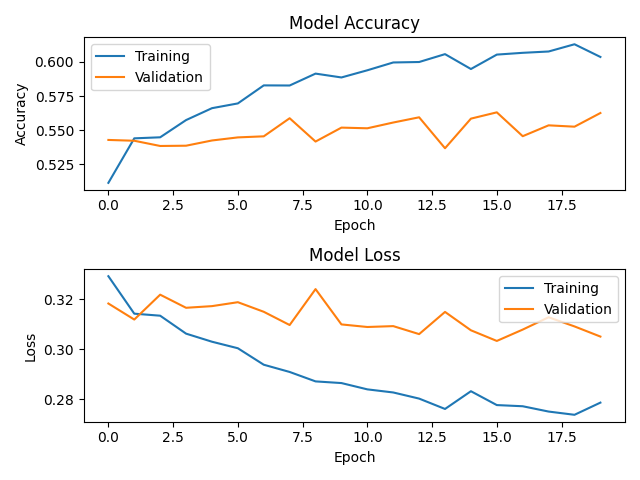 Model Accuracy
Training
Validation
0.600
0.575
0.550
0.525
Accuracy
0.0 2.5 5.0 7.5 10.0 12.5 15.0 17.5
Epoch
Model Loss
Training
Validation
0.32
0.30
0.28
Loss
0.0 2.5 5.0 7.5 10.0 12.5 15.0 17.5
Epoch